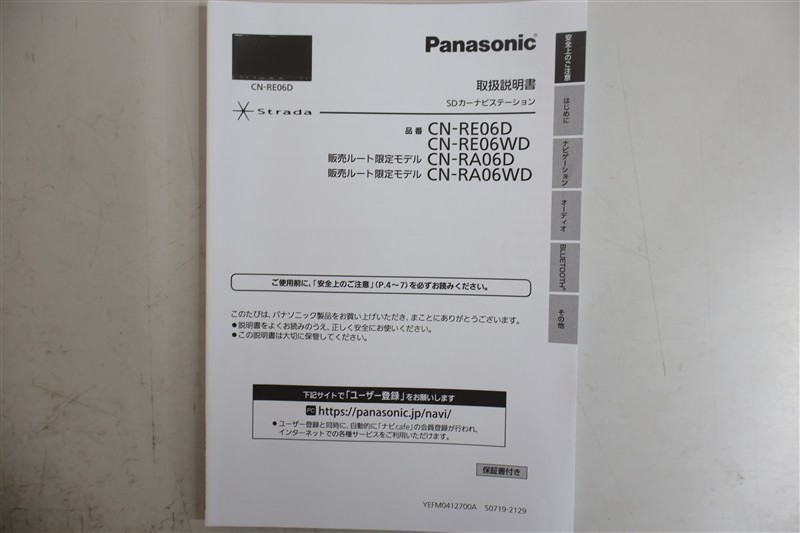 Panasonic
CN-RE06D
取扱説明書
SDカーナビステーション
Strada
品番 CN-RE06D
CN-RE06WD
販売ルート限定モデル CN-RA06D
販売ルート限定モデル CN-RA06WD
安全上のご注意
はじめに
ナビゲーション
オーディオ
BLUETOOTH®
その他
ご使用前に、「安全上のご注意」(P.4～7)を必ずお読みください。
このたびは、パナソニック製品をお買い上げいただき、まことにありがとうございます。
●説明書をよくお読みのうえ、正しく安全にお使いください。
●この説明書は大切に保管してください。
下記サイトで「ユーザー登録」をお願いします
PC https://panasonic.jp/navi/
●ユーザー登録と同時に、自動的に「ナビcafe」の会員登録が行われ、
インターネットでの各種サービスをご利用いただけます。
保証書付き
YEFM0412700A S0719-2129